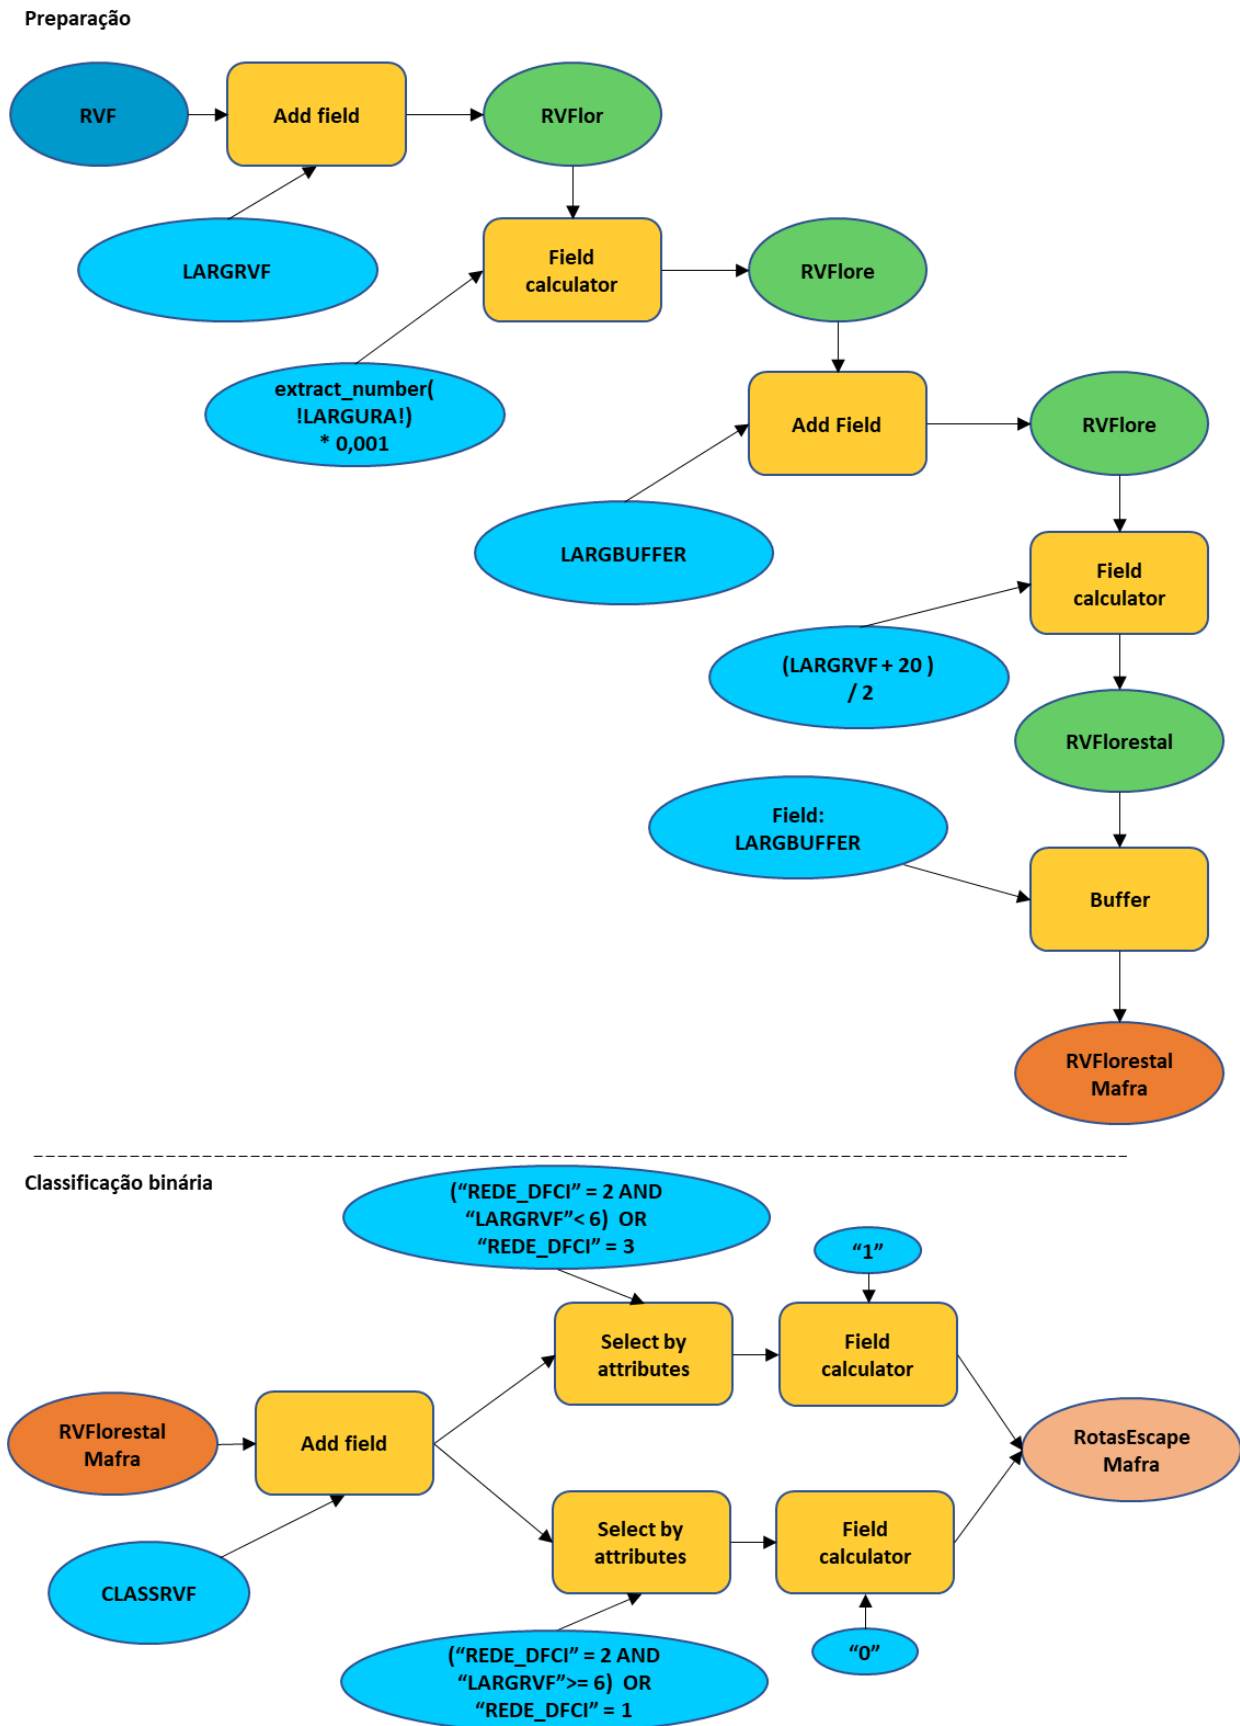 Preparação
RVF
Add field
RVFlor
LARGRVF
Field
calculator
RVFlore
extract_number(
!LARGURA!)
* 0,001
Add Field
RVFlore
LARGBUFFER
Field
calculator
(LARGRVF + 20 )
/ 2
RVFlorestal
Field:
LARGBUFFER
Buffer
RVFlorestal
Mafra
Classificação binária
(“REDE_DFCI” = 2 AND
“LARGRVF”< 6)  OR
“REDE_DFCI” = 3
“1”
Select by
attributes
Field
calculator
RVFlorestal
Mafra
Add field
RotasEscape
Mafra
Select by
attributes
Field
calculator
CLASSRVF
(“REDE_DFCI” = 2 AND
“LARGRVF”>= 6)  OR
“REDE_DFCI” = 1
“0”